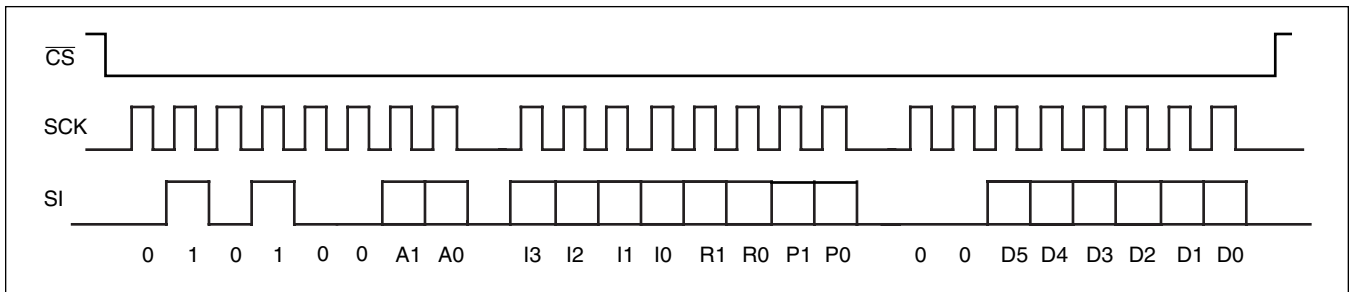 CS
SCK
SI
0 1 0 1 0 0 A1 A0 I3 I2 I1 I0 R1 R0 P1 P0 0 0 D5 D4 D3 D2 D1 D0